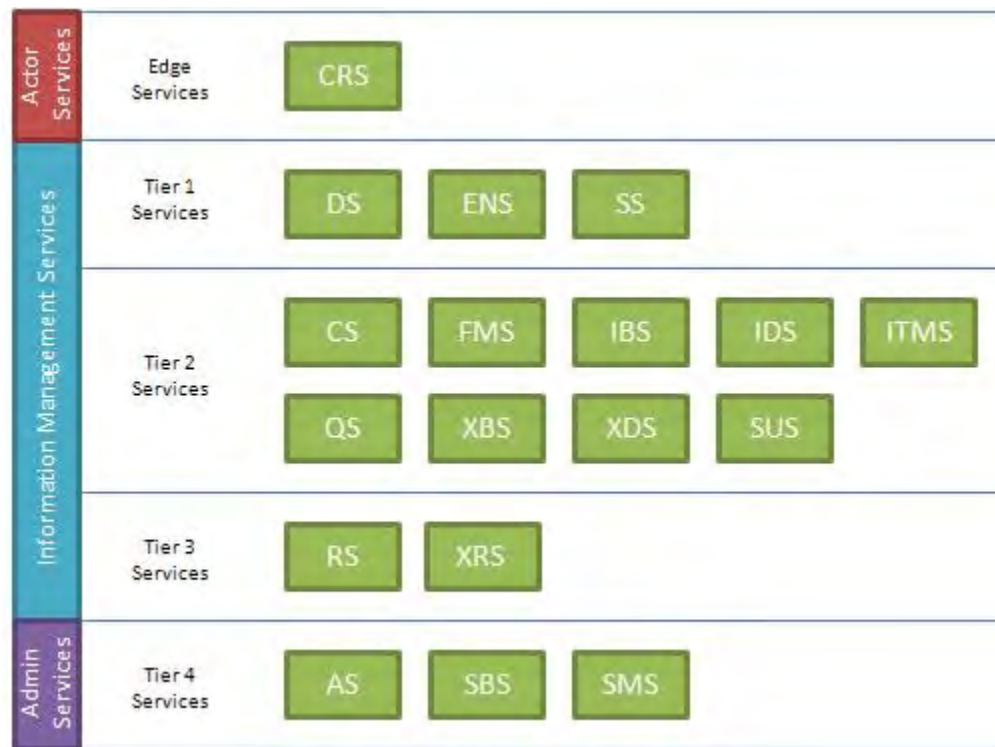 Actor
Services
Edge
Services
CRS
Information Management Services
Tier 1
Services
DS
ENS
SS
Tier 2
Services
CS
FMS
IBS
IDS
ITMS
QS
XBS
XDS
SUS
Tier 3
Services
RS
XRS
Admin
Services
Tier 4
Services
AS
SBS
SMS